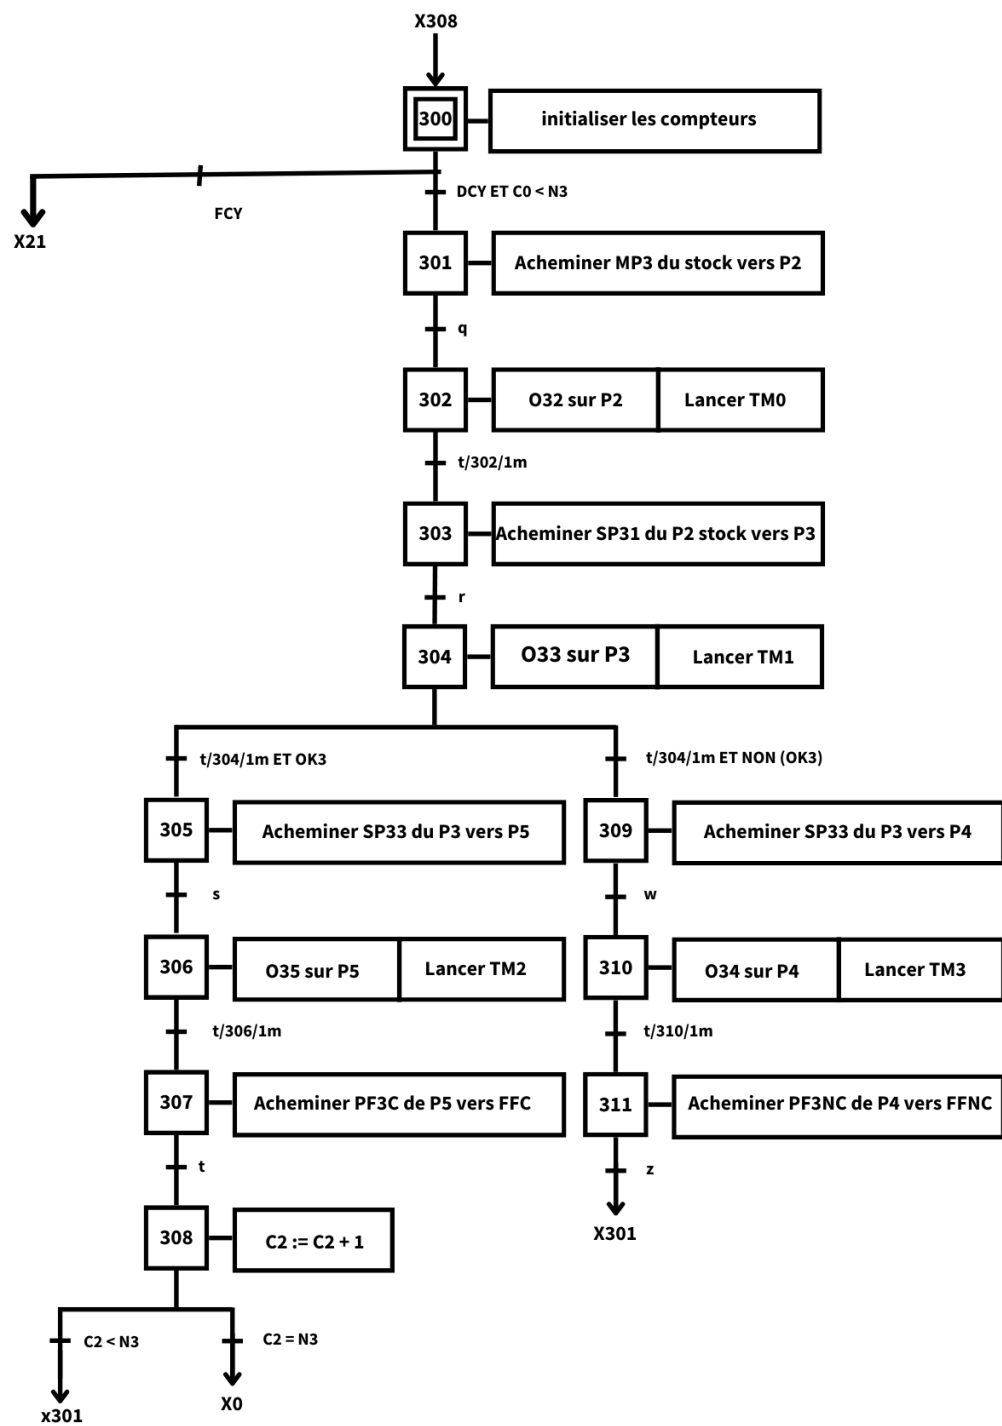 X308
300
initialiser les compteurs
DCY ET C0 < N3
FCY
X21
301
Acheminer MP3 du stock vers P2
q
302
O32 sur P2
Lancer TM0
t/302/1m
303
Acheminer SP31 du P2 stock vers P3
r
304
O33 sur P3
Lancer TM1
t/304/1m ET OK3
t/304/1m ET NON (OK3)
305
Acheminer SP33 du P3 vers P5
309
Acheminer SP33 du P3 vers P4
s
w
306
O35 sur P5
Lancer TM2
310
O34 sur P4
Lancer TM3
t/306/1m
t/310/1m
307
Acheminer PF3C de P5 vers FFC
311
Acheminer PF3NC de P4 vers FFNC
t
z
308
C2 := C2 + 1
X301
C2 < N3
C2 = N3
x301
X0